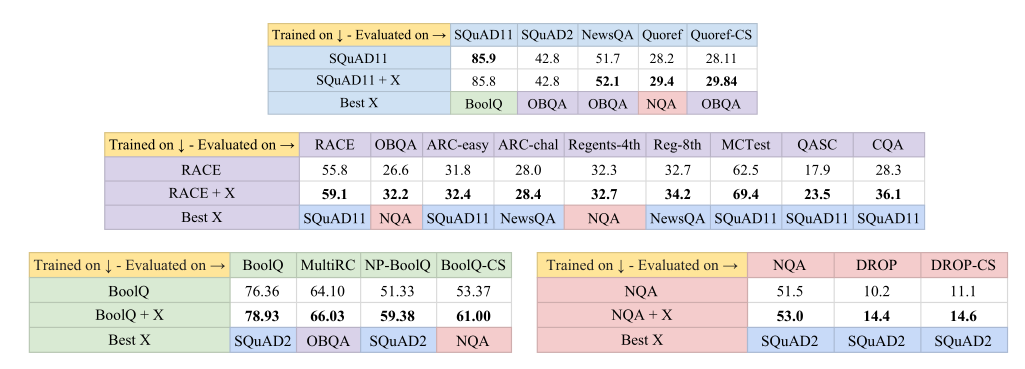 Trained on ↓ - Evaluated on → SQuAD11 SQuAD2 NewsQA Quoref Quoref-CS
SQuAD11 85.9 42.8 51.7 28.2 28.11
SQuAD11 + X 85.8 42.8 52.1 29.4 29.84
Best X BoolQ OBQA OBQA NQA OBQA
Trained on ↓ - Evaluated on → RACE OBQA ARC-easy ARC-chal Regents-4th Reg-8th MCTest QASC CQA
RACE 55.8 26.6 31.8 28.0 32.3 32.7 62.5 17.9 28.3
RACE + X 59.1 32.2 32.4 28.4 32.7 34.2 69.4 23.5 36.1
Best X SQuAD11 NQA SQuAD11 NewsQA NQA NewsQA SQuAD11 SQuAD11 SQuAD11
Trained on ↓ - Evaluated on → BoolQ MultiRC NP-BoolQ BoolQ-CS
BoolQ 76.36 64.10 51.33 53.37
BoolQ + X 78.93 66.03 59.38 61.00
Best X SQuAD2 OBQA SQuAD2 NQA
Trained on ↓ - Evaluated on → NQA DROP DROP-CS
NQA 51.5 10.2 11.1
NQA + X 53.0 14.4 14.6
Best X SQuAD2 SQuAD2 SQuAD2